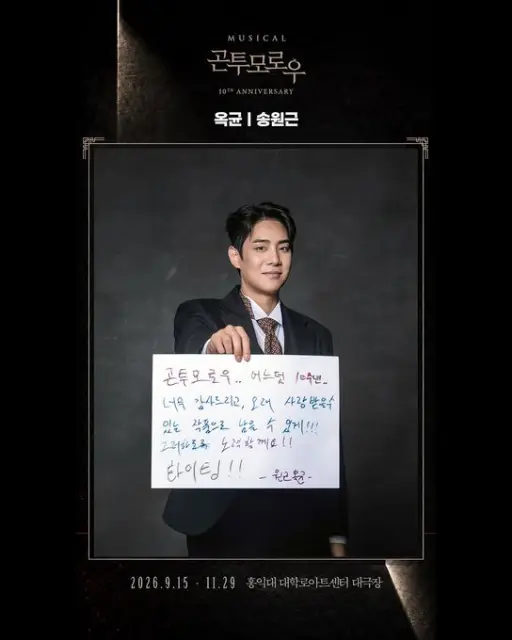 MUSICAL
곤투모로우
10TH ANNIVERSARY
옥균 | 송원근
곤투모로우.. 어느덧 10주년_
너무 감사드리고, 오래 사랑받을수
있는 작품으로 남을 수 있게!!!
그러하도록 노력할께요!!
화이팅!!
2026.9.15 - 11.29 홍익대 대학로아트센터 대극장